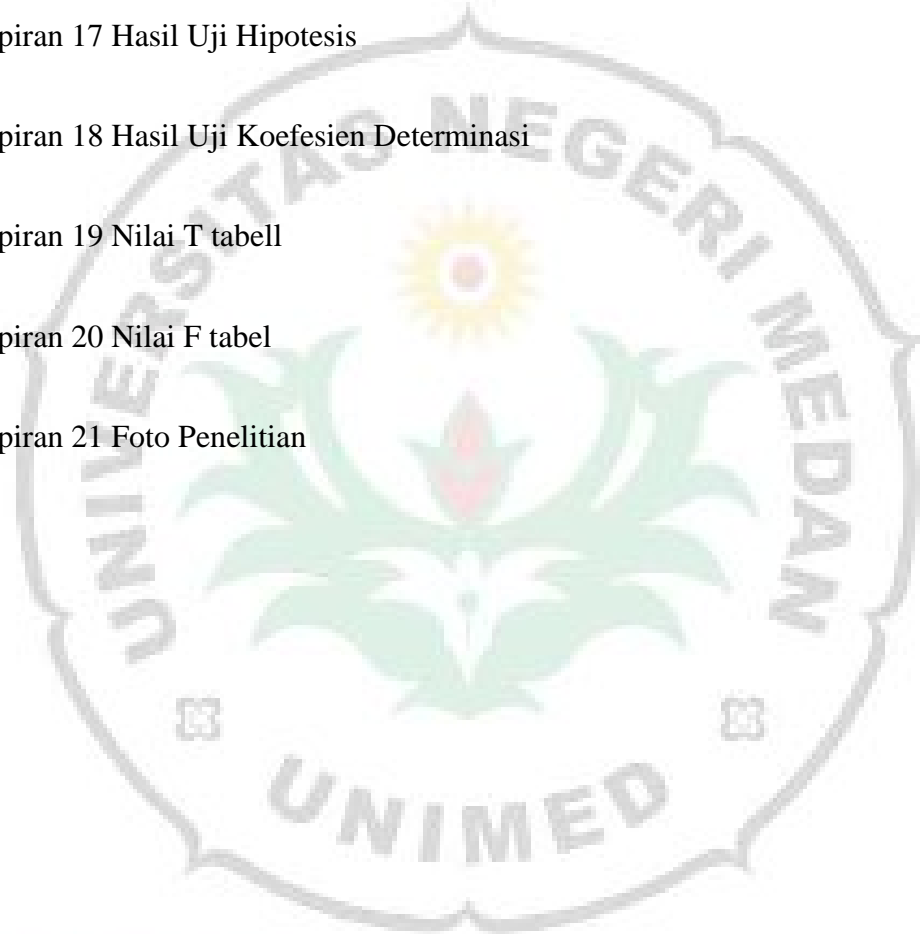 piran 17 Hasil Uji Hipotesis
piran 18 Hasil Uji Koefesien Determinasi
piran 19 Nilai T tabell
piran 20 Nilai F tabel
piran 21 Foto Penelitian
UNIVERSITAS NEGERI MEDAN
UNIMED